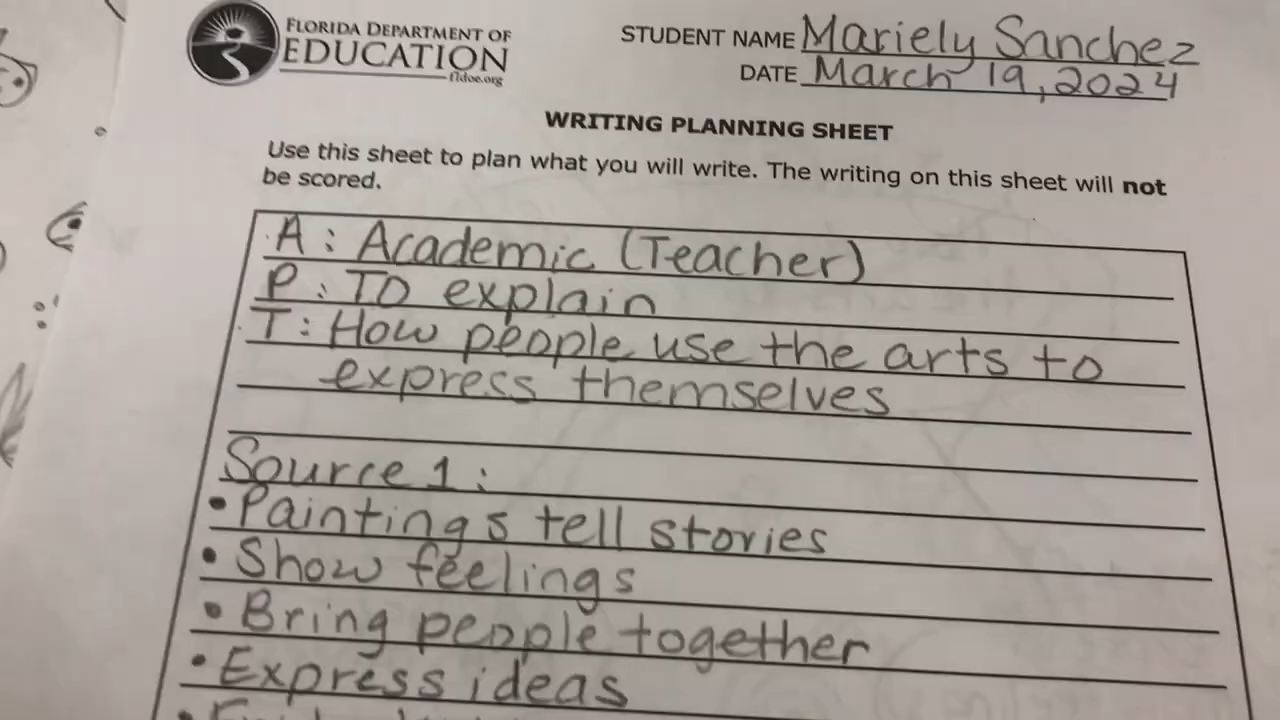 FLORIDA DEPARTMENT OF
EDUCATION
fldoe.org
STUDENT NAME Mariely Sanchez
DATE March 19, 2024
WRITING PLANNING SHEET
Use this sheet to plan what you will write. The writing on this sheet will not
be scored.
A: Academic (Teacher)
P: To explain
T: How people use the arts to
express themselves
Source 1:
• Paintings tell stories
• Show feelings
• Bring people together
• Express ideas